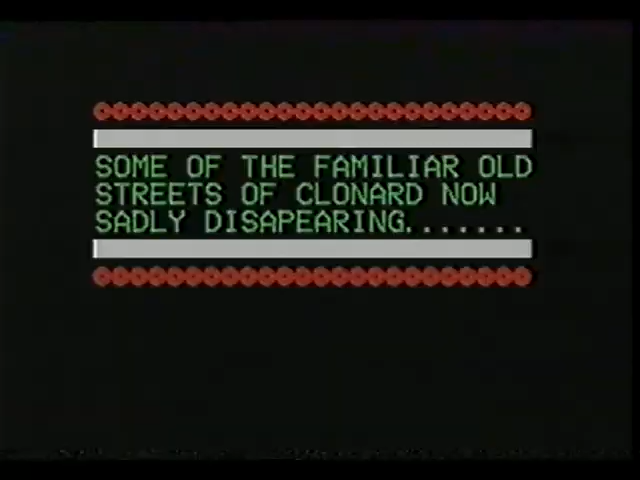 SOME OF THE FAMILIAR OLD
STREETS OF CLONARD NOW
SADLY DISAPEARING.......